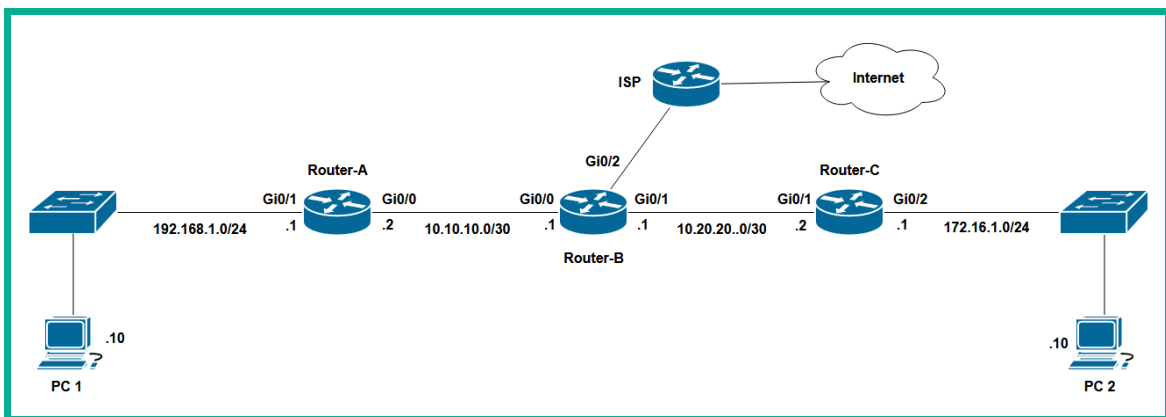 Internet
ISP
Gi0/2
Router-A
Router-C
Gi0/1
Gi0/0
Gi0/0
Gi0/1
Gi0/1
Gi0/2
192.168.1.0/24
.1
.2
10.10.10.0/30
.1
.1
10.20.20..0/30
.2
.1
172.16.1.0/24
Router-B
.10
.10
PC 1
PC 2